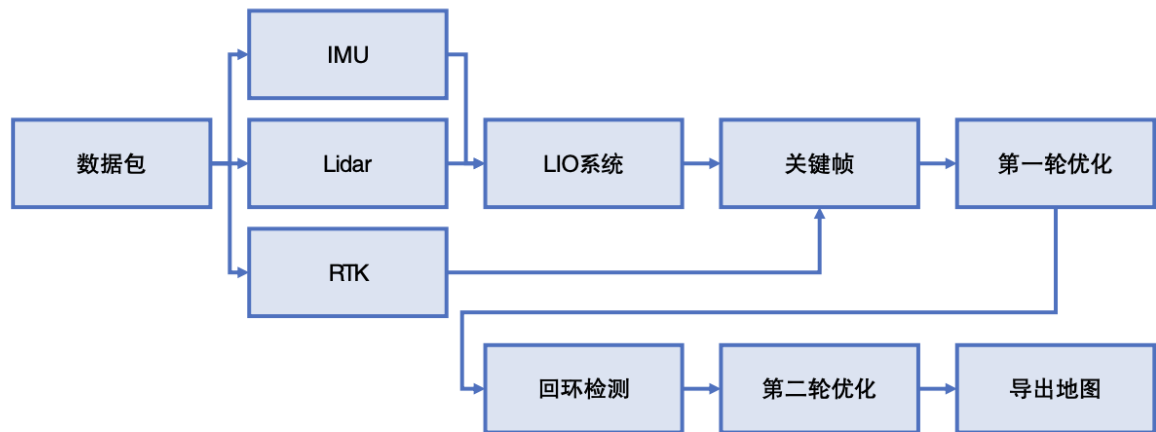 IMU
数据包
Lidar
LIO系统
关键帧
第一轮优化
RTK
回环检测
第二轮优化
导出地图